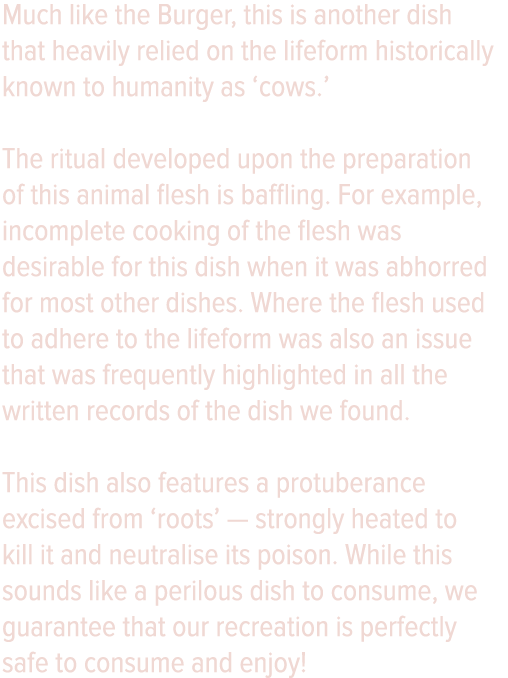 Much like the Burger, this is another dish
that heavily relied on the lifeform historically
known to humanity as ‘cows.’
The ritual developed upon the preparation
of this animal flesh is baffling. For example,
incomplete cooking of the flesh was
desirable for this dish when it was abhorred
for most other dishes. Where the flesh used
to adhere to the lifeform was also an issue
that was frequently highlighted in all the
written records of the dish we found.
This dish also features a protuberance
excised from ‘roots’ — strongly heated to
kill it and neutralise its poison. While this
sounds like a perilous dish to consume, we
guarantee that our recreation is perfectly
safe to consume and enjoy!